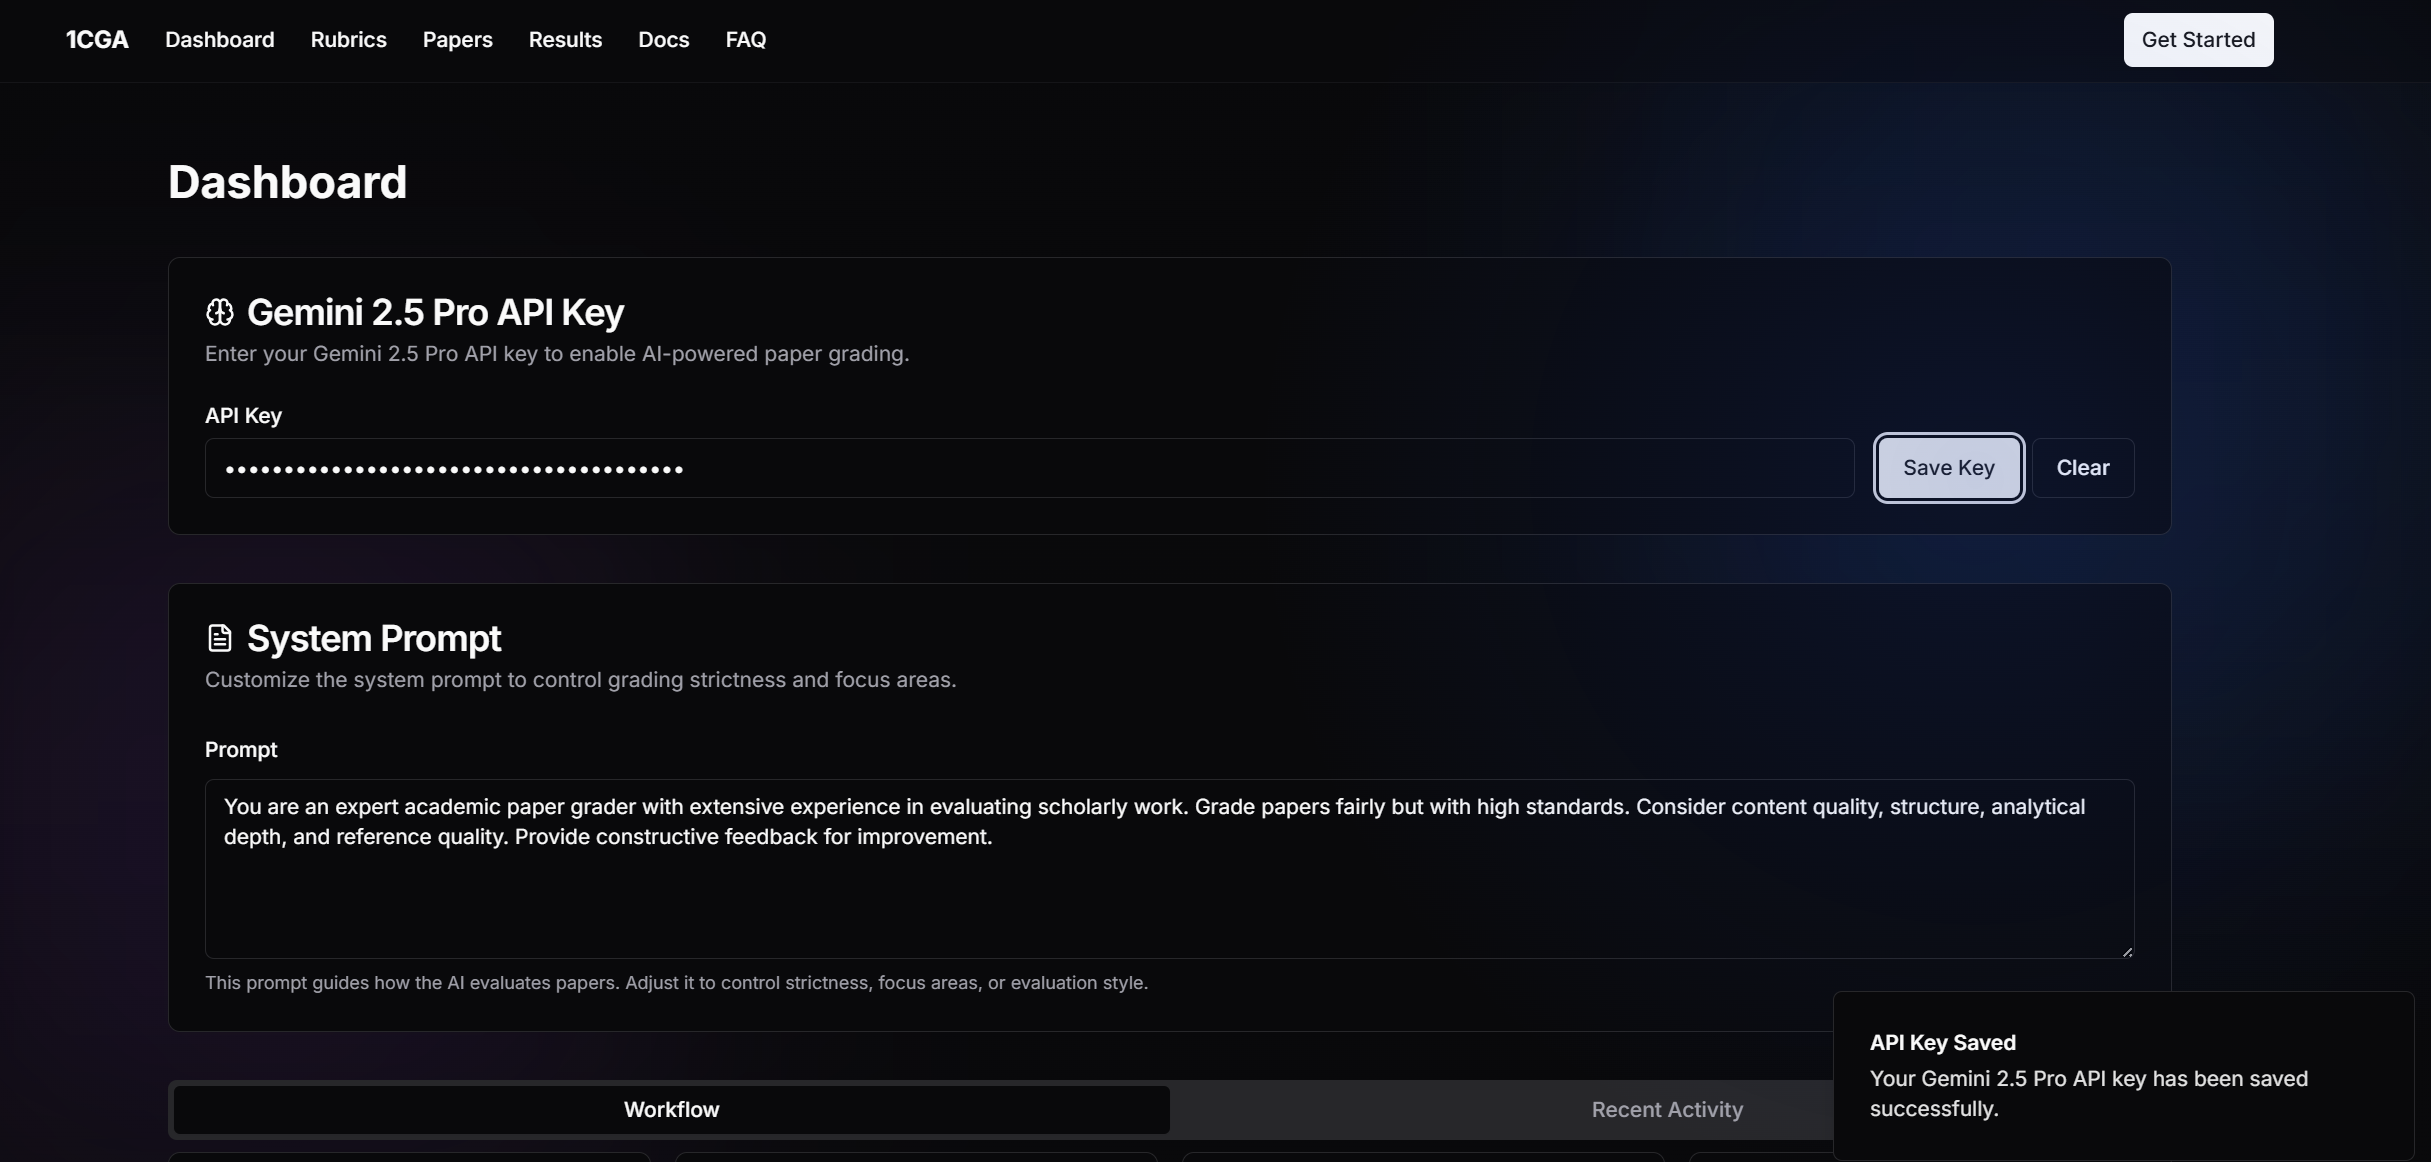 1CGA Dashboard Rubrics Papers Results Docs FAQ Get Started
Dashboard
Gemini 2.5 Pro API Key
Enter your Gemini 2.5 Pro API key to enable AI-powered paper grading.
API Key
•••••••••••••••••••••••••••••••••••••••
Save Key Clear
System Prompt
Customize the system prompt to control grading strictness and focus areas.
Prompt
You are an expert academic paper grader with extensive experience in evaluating scholarly work. Grade papers fairly but with high standards. Consider content quality, structure, analytical
depth, and reference quality. Provide constructive feedback for improvement.
This prompt guides how the AI evaluates papers. Adjust it to control strictness, focus areas, or evaluation style.
Workflow Recent Activity
API Key Saved
Your Gemini 2.5 Pro API key has been saved
successfully.